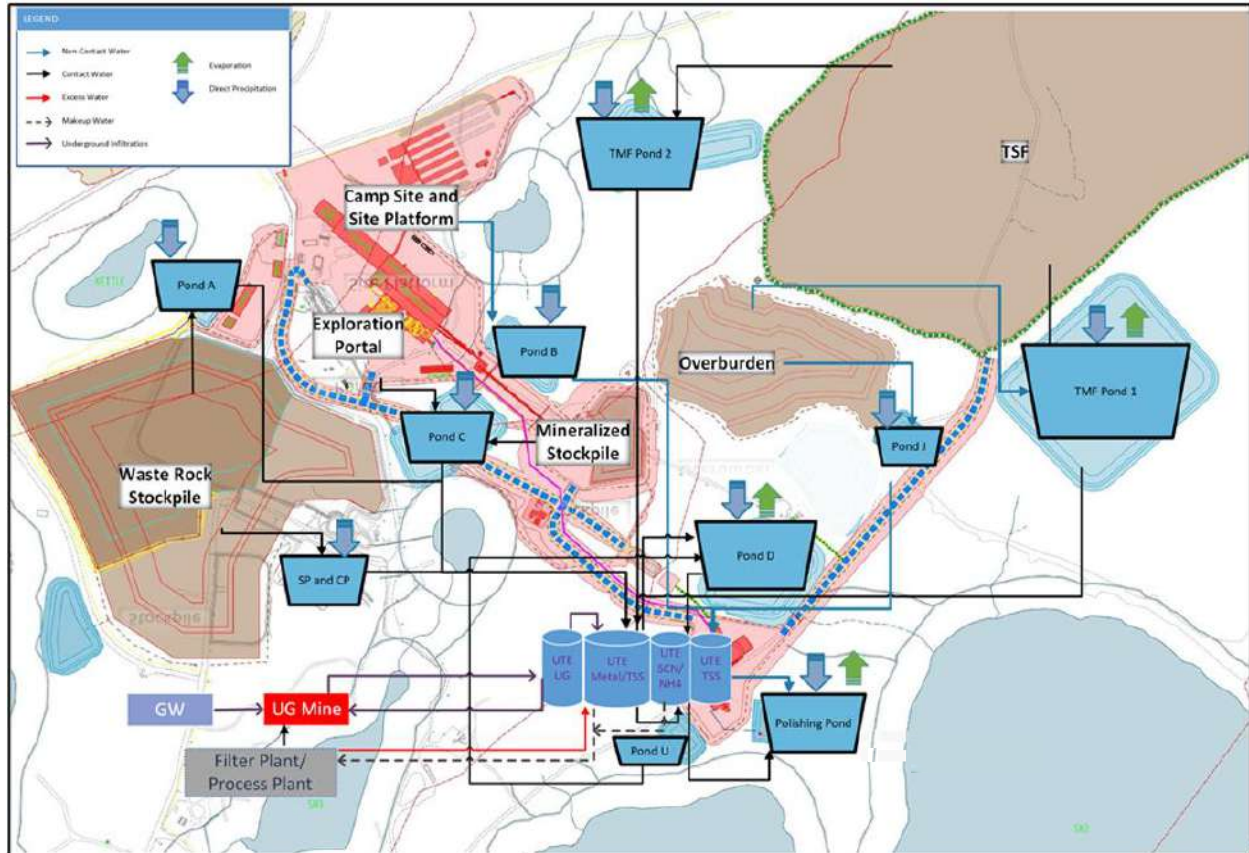 LEGEND
Non-Contact Water
Contact Water
Excess Water
Makeup Water
Underground Infiltration
Evaporation
Direct Precipitation
TMF Pond 2
TSF
Camp Site and
Site Platform
KETTLE
Pond A
Exploration
Portal
Pond B
Overburden
TMF Pond 1
Pond C
Mineralized
Stockpile
Pond J
Waste Rock
Stockpile
SP and CP
Pond D
Stockpile
UTE
UG
UTE
Metal/TSS
UTE
SCN/
NH4
UTE
TSS
GW
UG Mine
Polishing Pond
Pond U
Filter Plant/
Process Plant